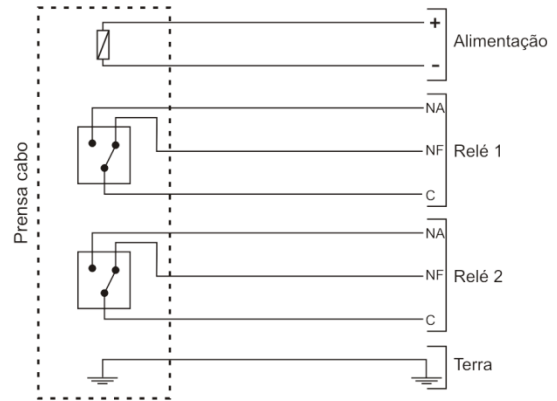 Prensa cabo
+
Alimentação
-
NA
NF
Relé 1
C
NA
NF
Relé 2
C
Terra